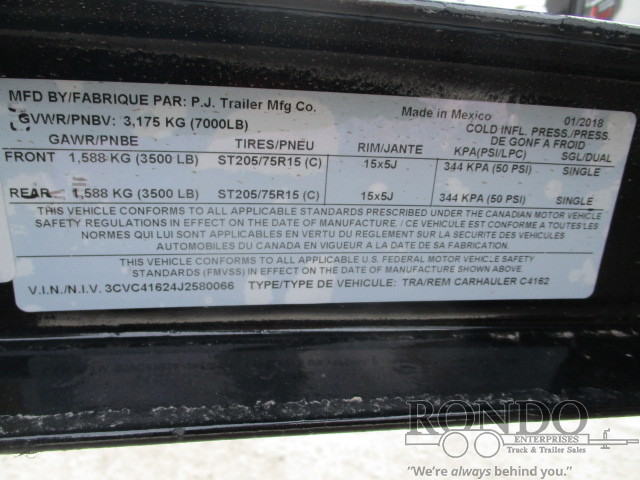 MFD BY/FABRIQUE PAR: P.J. Trailer Mfg Co. Made in Mexico 01/2018
GVWR/PNBV: 3,175 KG (7000LB) COLD INFL. PRESS./PRESS.
DE GONF A FROID
GAWR/PNBE TIRES/PNEU RIM/JANTE KPA(PSI/LPC) SGL/DUAL
FRONT 1,588 KG (3500 LB) ST205/75R15 (C) 15x5J 344 KPA (50 PSI) SINGLE
REAR 1,588 KG (3500 LB) ST205/75R15 (C) 15x5J 344 KPA (50 PSI) SINGLE
THIS VEHICLE CONFORMS TO ALL APPLICABLE STANDARDS PRESCRIBED UNDER THE CANADIAN MOTOR VEHICLE
SAFETY REGULATIONS IN EFFECT ON THE DATE OF MANUFACTURE. / CE VEHICULE EST CONFORME A TOUTES LES
NORMES QUI LUI SONT APPLICABLES EN VERTU DU REGLEMENT SUR LA SECURITE DES VEHICULES
AUTOMOBILES DU CANADA EN VIGUEUR A LA DATE DE SA FABRICATION.
THIS VEHICLE CONFORMS TO ALL APPLICABLE U.S. FEDERAL MOTOR VEHICLE SAFETY
STANDARDS (FMVSS) IN EFFECT ON THE DATE OF MANUFACTURE SHOWN ABOVE.
V.I.N./N.I.V. 3CVC41624J2580066 TYPE/TYPE DE VEHICULE: TRA/REM CARHAULER C4162
RONDO
ENTERPRISES
Truck & Trailer Sales
"We're always behind you."